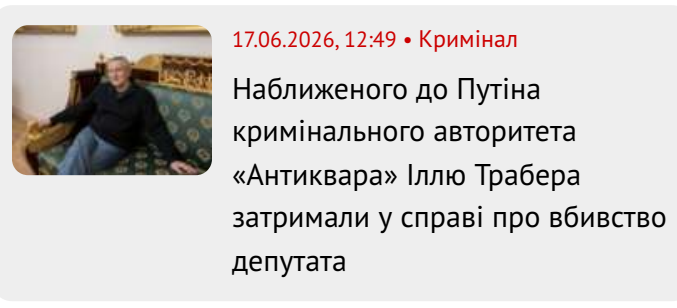 17.06.2026, 12:49 • Кримінал
Наближеного до Путіна
кримінального авторитета
«Антиквара» Іллю Трабера
затримали у справі про вбивство
депутата